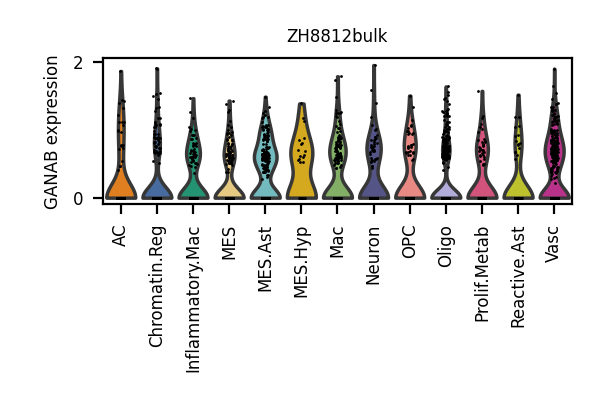 ZH8812bulk
GANAB expression
2
0
AC
Chromatin.Reg
Inflammatory.Mac
MES
MES.Ast
MES.Hyp
Mac
Neuron
OPC
Oligo
Prolif.Metab
Reactive.Ast
Vasc